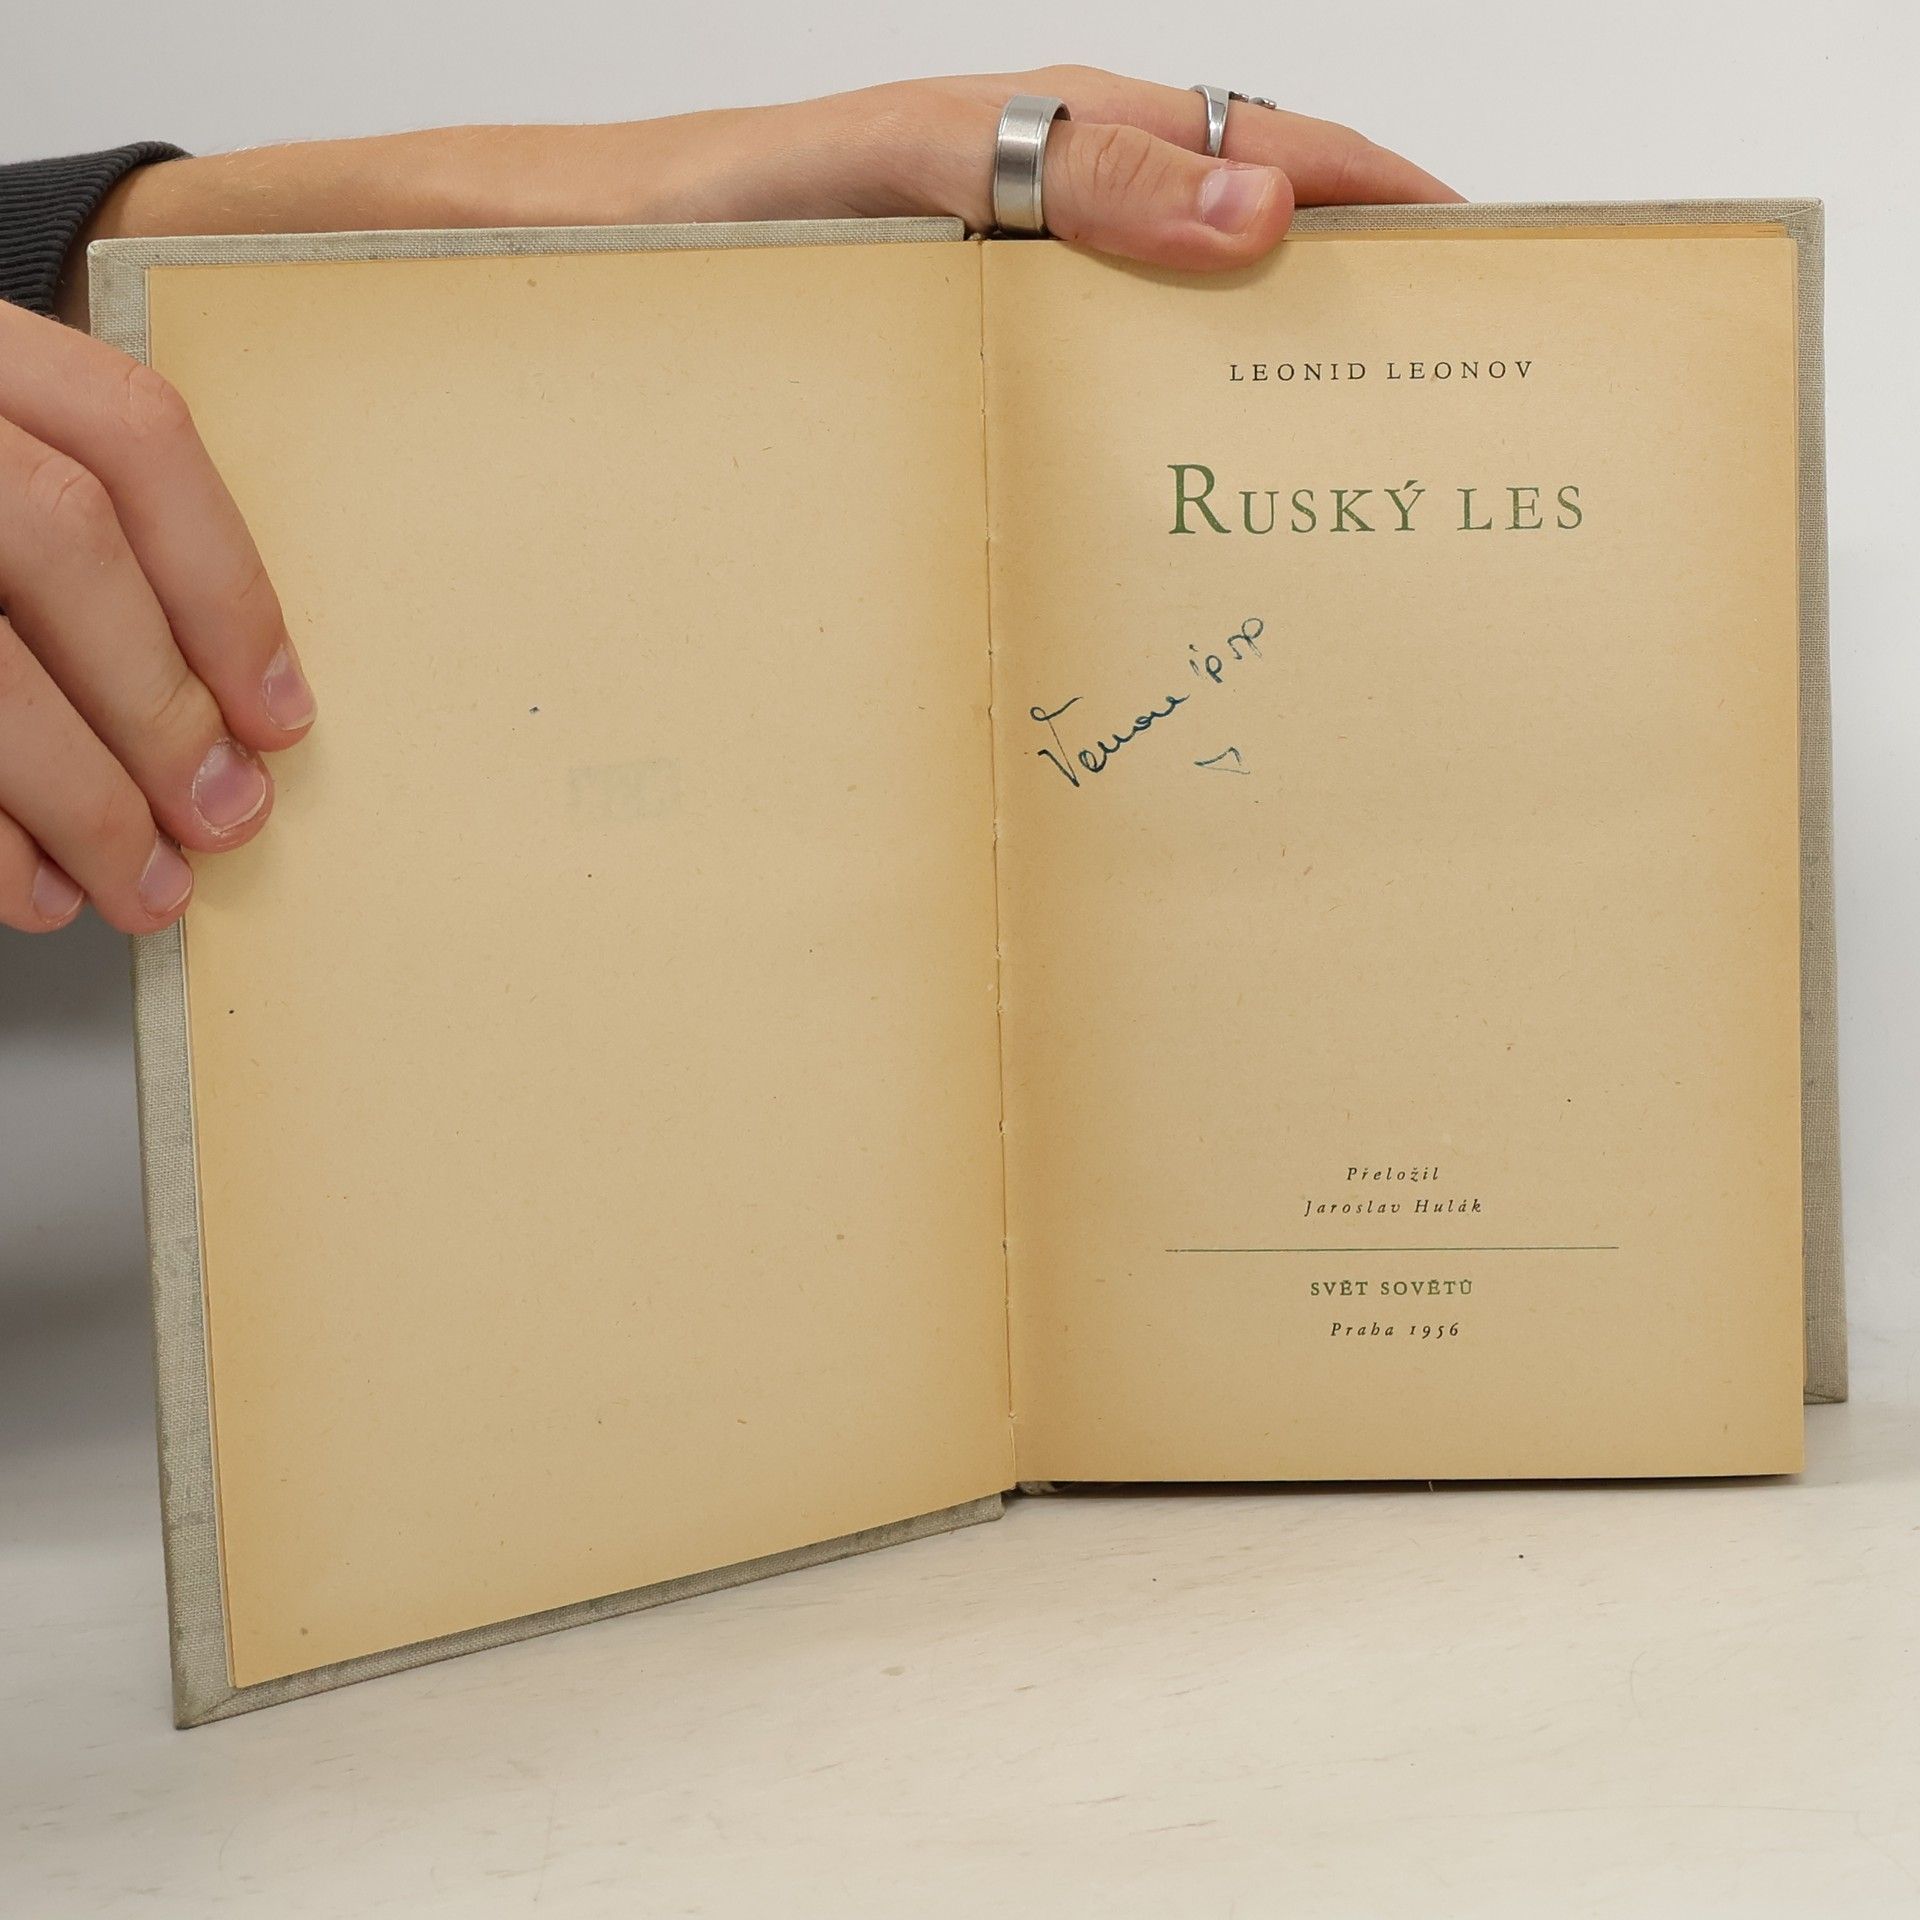 LEONID LEONOV
RUSKÝ LES
Přeložil
Jaroslav Hulák
SVĚT SOVĚTŮ
Praha 1956